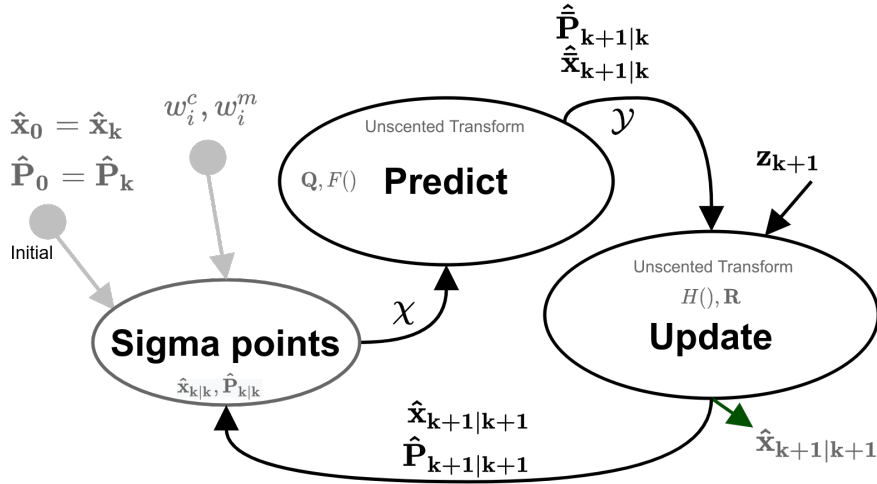 P̄̂ₖ₊₁|ₖ
x̄̂ₖ₊₁|ₖ
x̂₀ = x̂ₖ
P̂₀ = P̂ₖ
Initial
wᵢᶜ, wᵢᵐ
Unscented Transform
Q, F() Predict
𝒴
zₖ₊₁
Unscented Transform
H(), R
Update
Sigma points
x̂ₖ|ₖ, P̂ₖ|ₖ
χ
x̂ₖ₊₁|ₖ₊₁
P̂ₖ₊₁|ₖ₊₁
x̂ₖ₊₁|ₖ₊₁